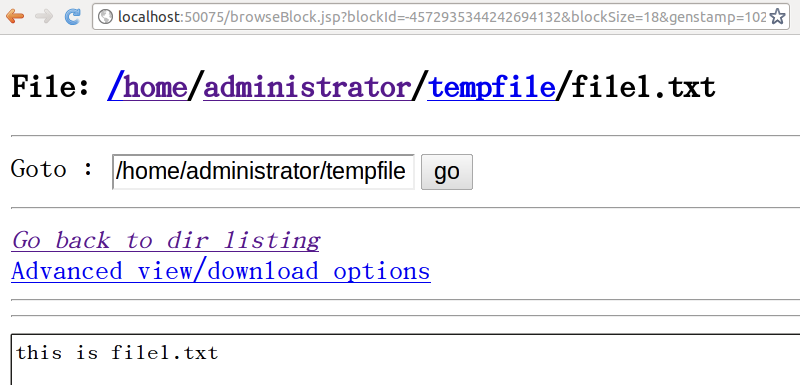 localhost:50075/browseBlock.jsp?blockId=-4572935344242694132&blockSize=18&genstamp=102
File: /home/administrator/tempfile/file1.txt
Goto : /home/administrator/tempfile go
Go back to dir listing
Advanced view/download options
this is file1.txt